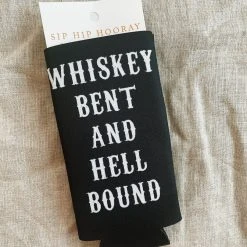 SIP HIP HOORAY
WHISKEY
BENT
AND
HELL
BOUND